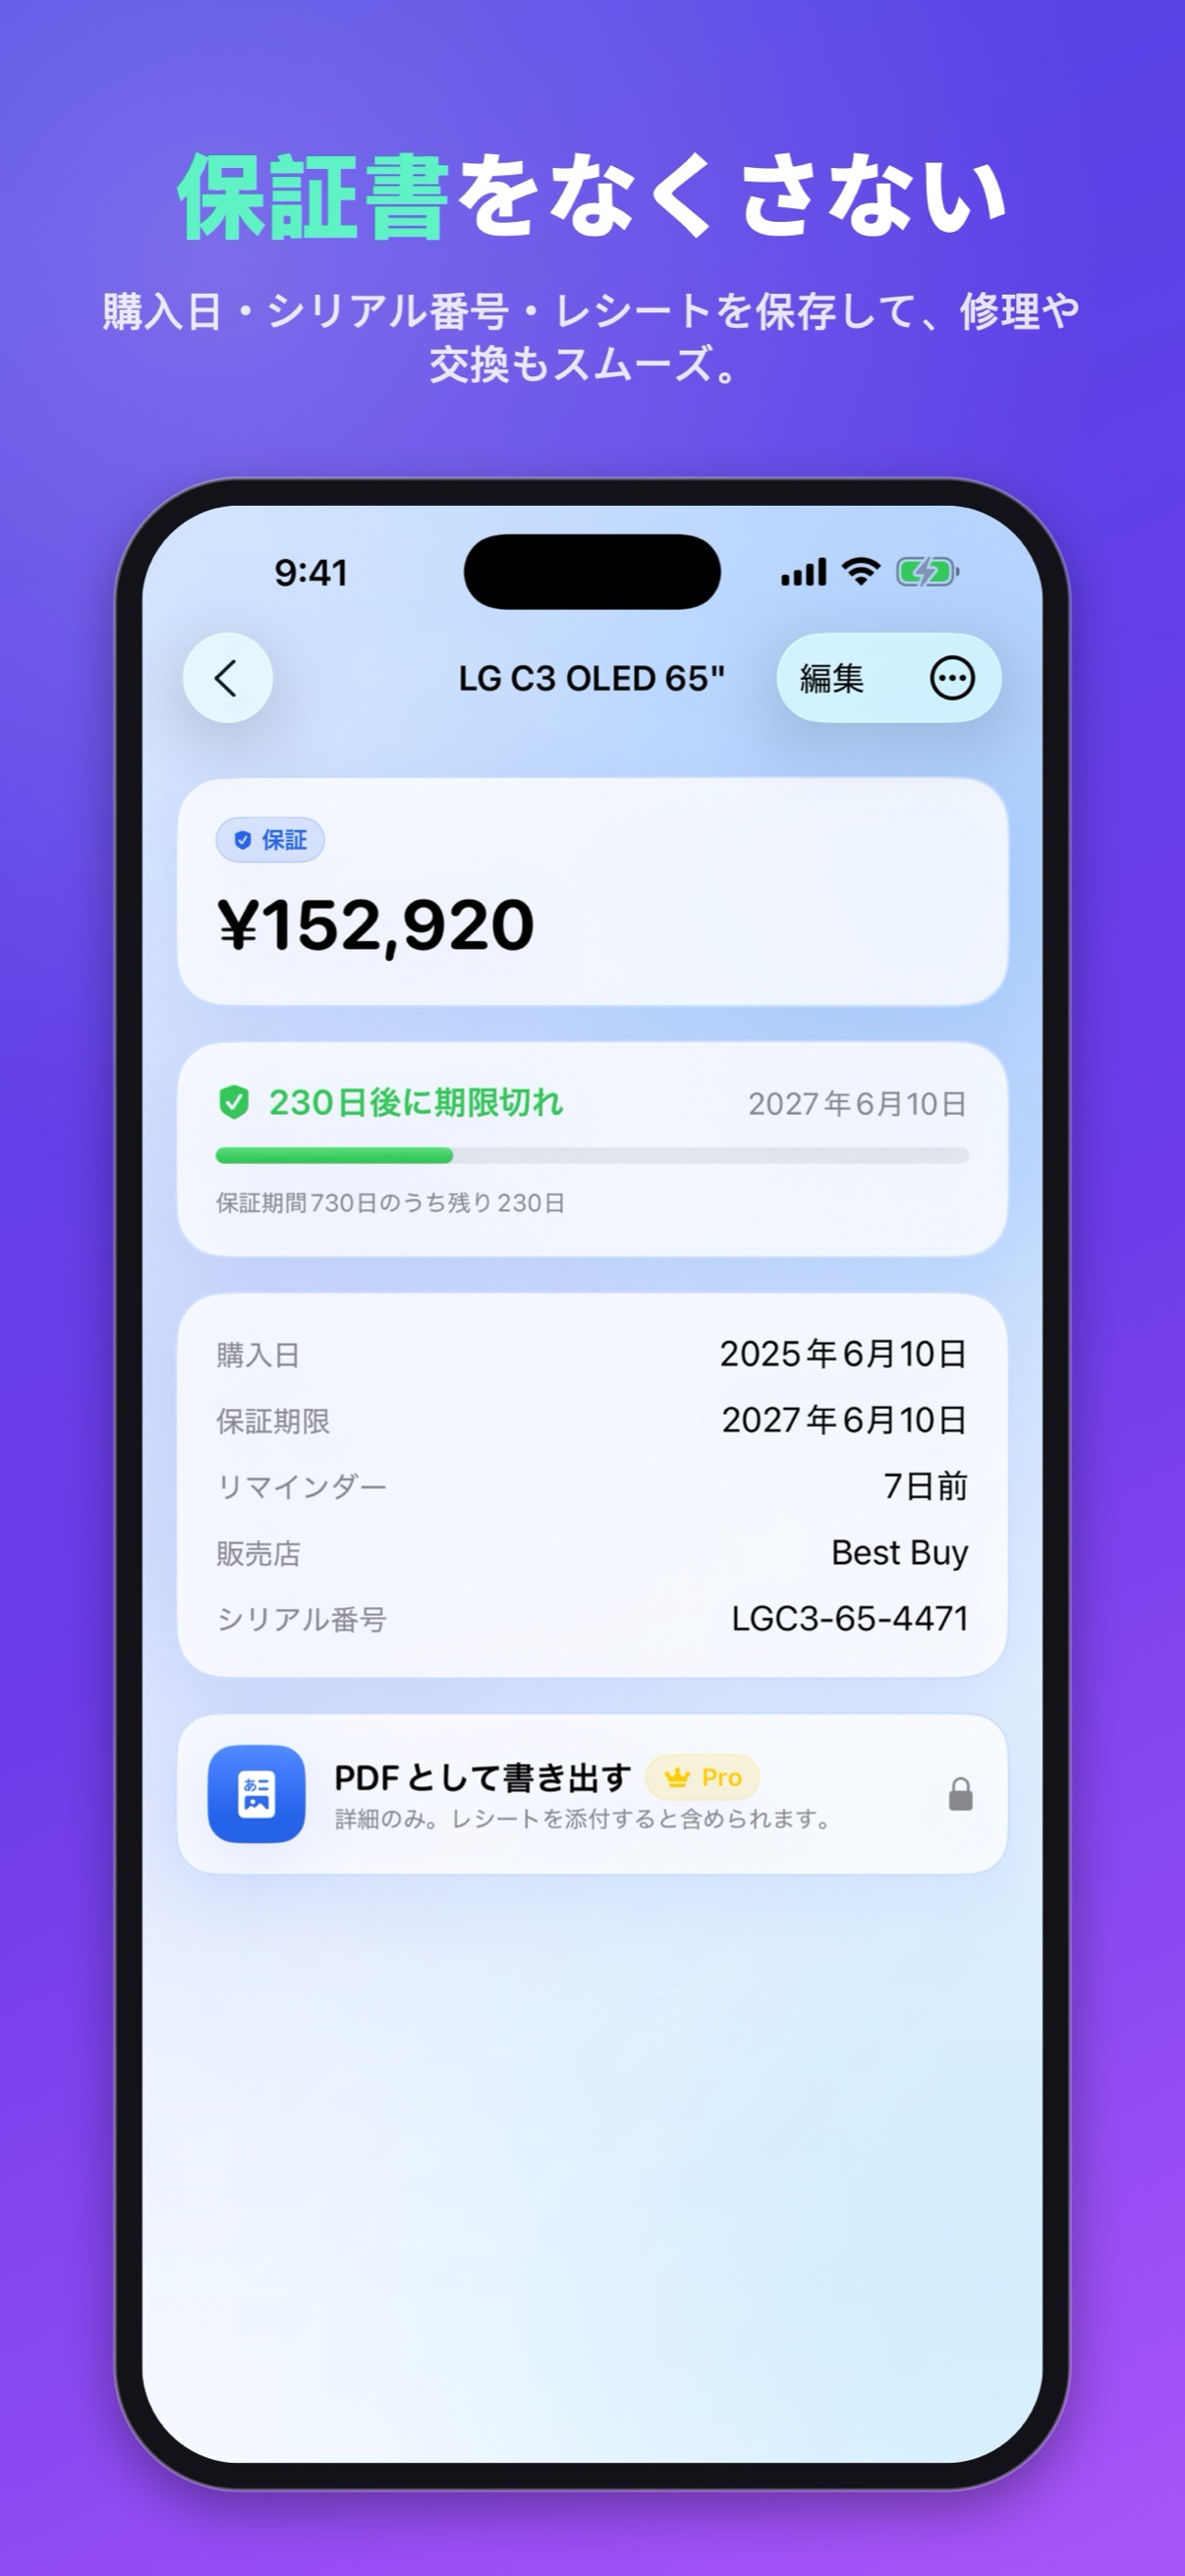 保証書をなくさない
購入日・シリアル番号・レシートを保存して、修理や
交換もスムーズ。
9:41
LG C3 OLED 65"
編集
保証
¥152,920
230日後に期限切れ
2027年6月10日
保証期間730日のうち残り230日
購入日 2025年6月10日
保証期限 2027年6月10日
リマインダー 7日前
販売店 Best Buy
シリアル番号 LGC3-65-4471
あ
PDFとして書き出す Pro
詳細のみ。レシートを添付すると含められます。